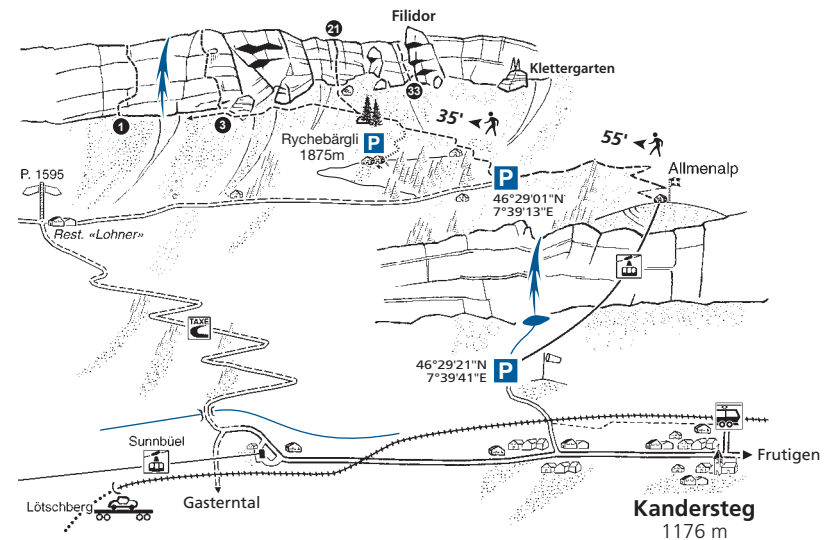 Filidor
21
Klettergarten
33
1
3
35'
55'
Rychebärgli
1875m
P
Allmenalp
P. 1595
P
46°29'01"N
7°39'13"E
Rest. «Lohner»
TAXE
46°29'21"N
7°39'41"E
P
Sunnbüel
Frutigen
Lötschberg
Gasterntal
Kandersteg
1176 m